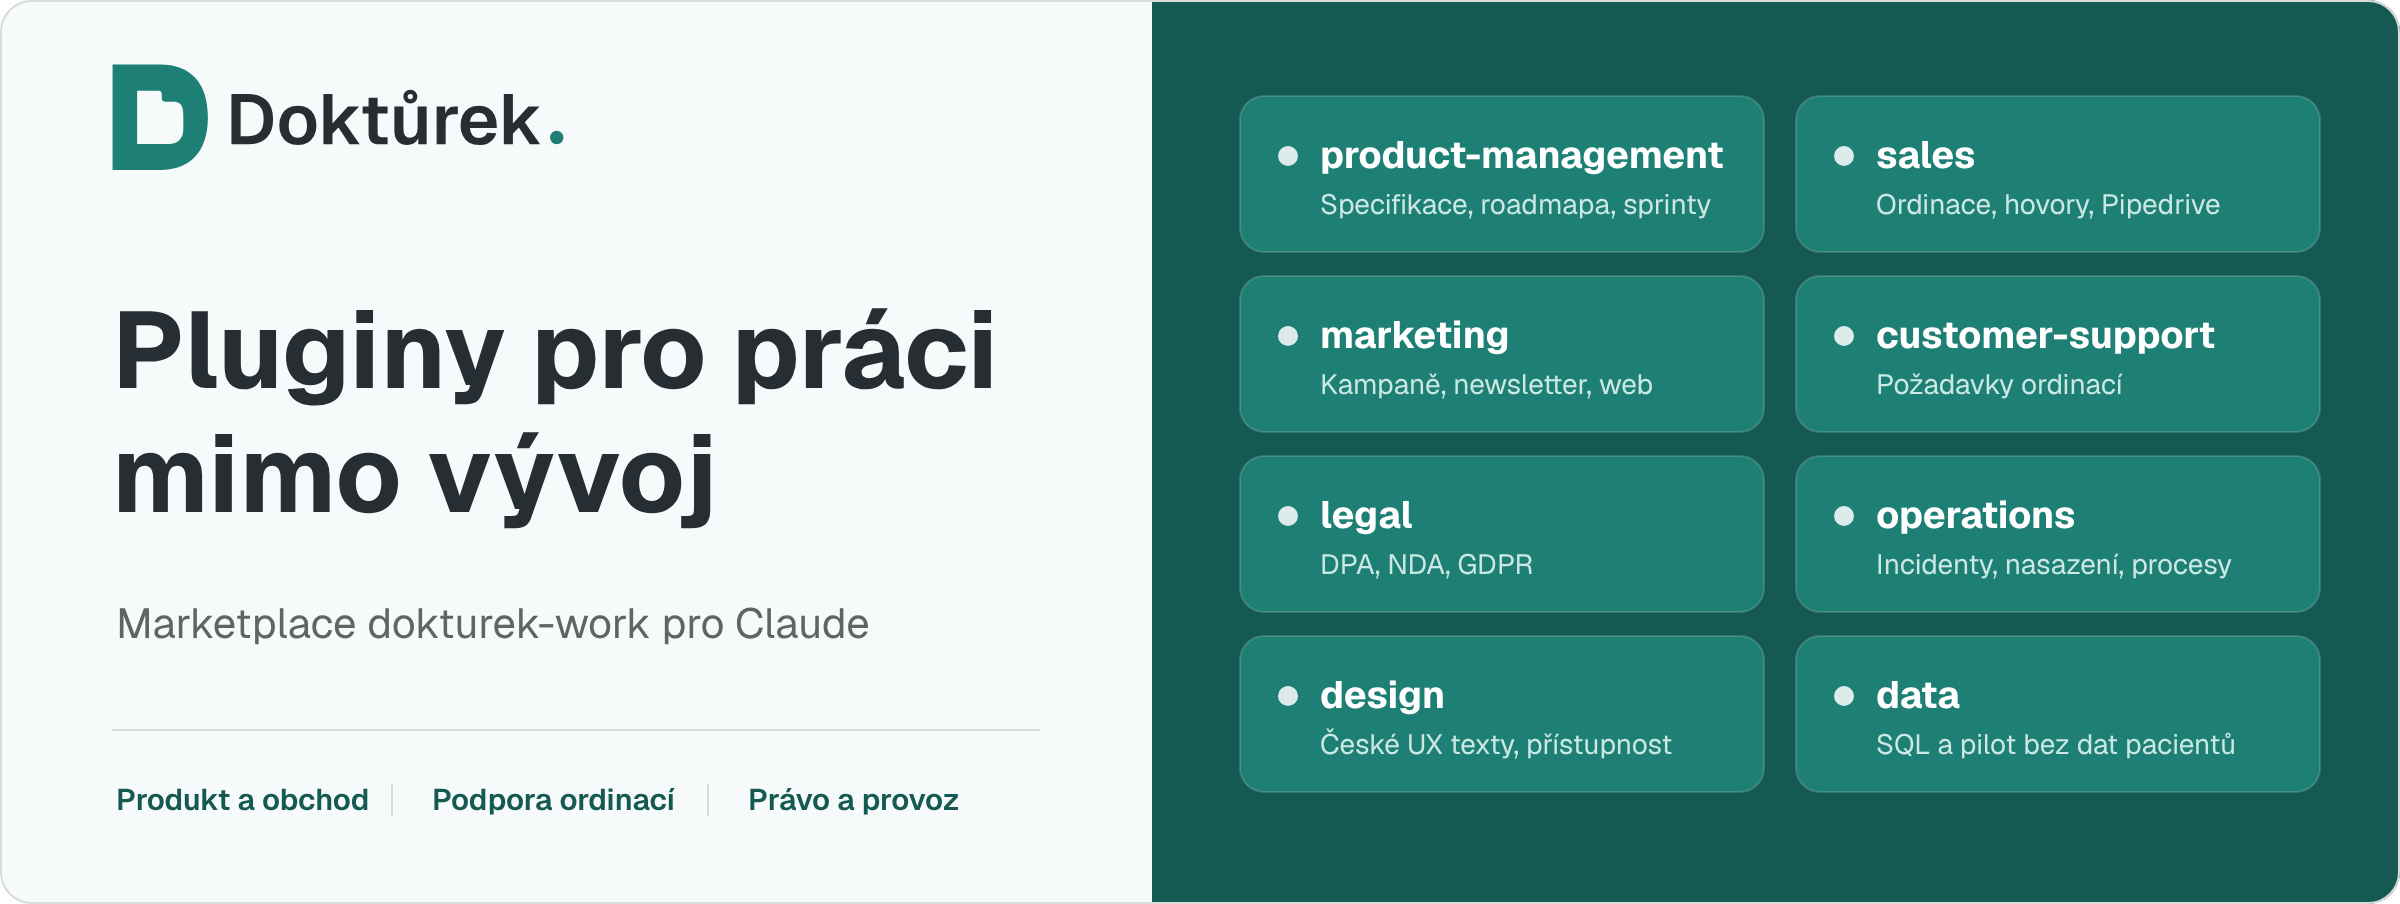 Doktůrek.
Pluginy pro práci
mimo vývoj
Marketplace dokturek-work pro Claude
Produkt a obchod
Podpora ordinací
Právo a provoz
product-management
Specifikace, roadmapa, sprinty
sales
Ordinace, hovory, Pipedrive
marketing
Kampaně, newsletter, web
customer-support
Požadavky ordinací
legal
DPA, NDA, GDPR
operations
Incidenty, nasazení, procesy
design
České UX texty, přístupnost
data
SQL a pilot bez dat pacientů